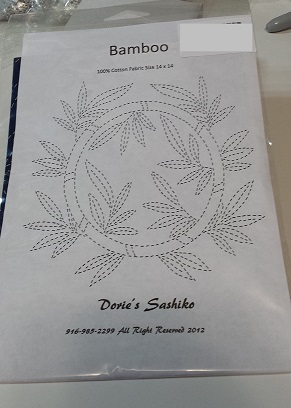 Bamboo
100% Cotton Fabric Size 14 x 14
Dorie's Sashiko
916-985-2299 All Right Reserved 2012